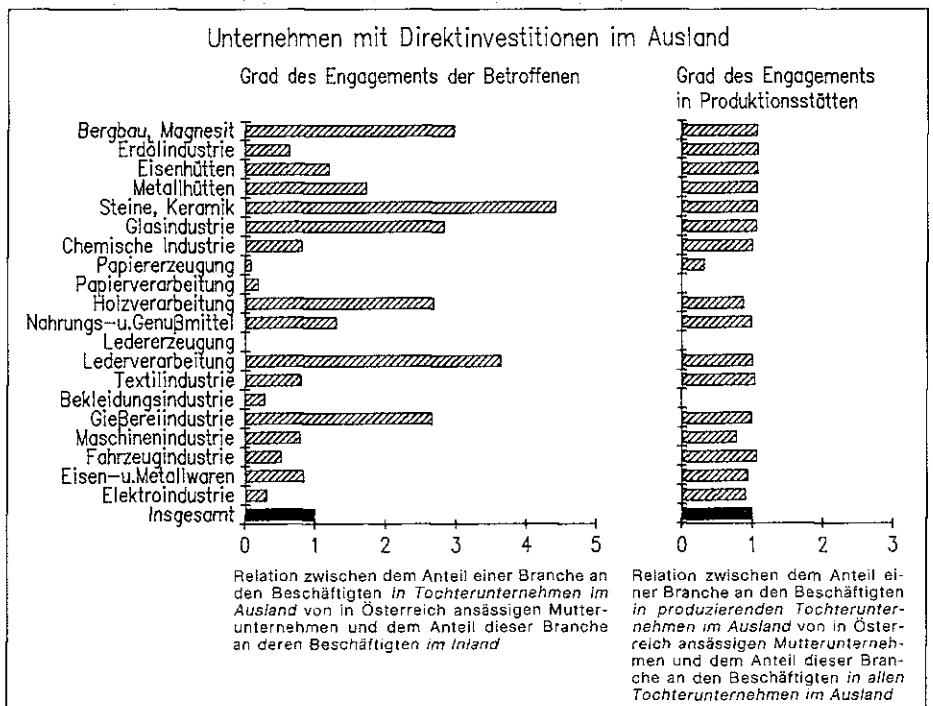 Unternehmen mit Direktinvestitionen im Ausland
Grad des Engagements der Betroffenen
Grad des Engagements
in Produktionsstätten
Bergbau, Magnesit
Erdölindustrie
Eisenhütten
Metallhütten
Steine, Keramik
Glasindustrie
Chemische Industrie
Papiererzeugung
Papierverarbeitung
Holzverarbeitung
Nahrungs-u.Genußmittel
Ledererzeugung
Lederverarbeitung
Textilindustrie
Bekleidungsindustrie
Gießereiindustrie
Maschinenindustrie
Fahrzeugindustrie
Eisen-u.Metallwaren
Elektroindustrie
Insgesamt
0 1 2 3 4 5
0 1 2 3
Relation zwischen dem Anteil einer Branche an
den Beschäftigten in Tochterunternehmen im
Ausland von in Österreich ansässigen Mutter-
unternehmen und dem Anteil dieser Branche
an deren Beschäftigten im Inland
Relation zwischen dem Anteil ei-
ner Branche an den Beschäftigten
in produzierenden Tochterunter-
nehmen im Ausland von in Öster-
reich ansässigen Mutterunterneh-
men und dem Anteil dieser Bran-
che an den Beschäftigten in allen
Tochterunternehmen im Ausland